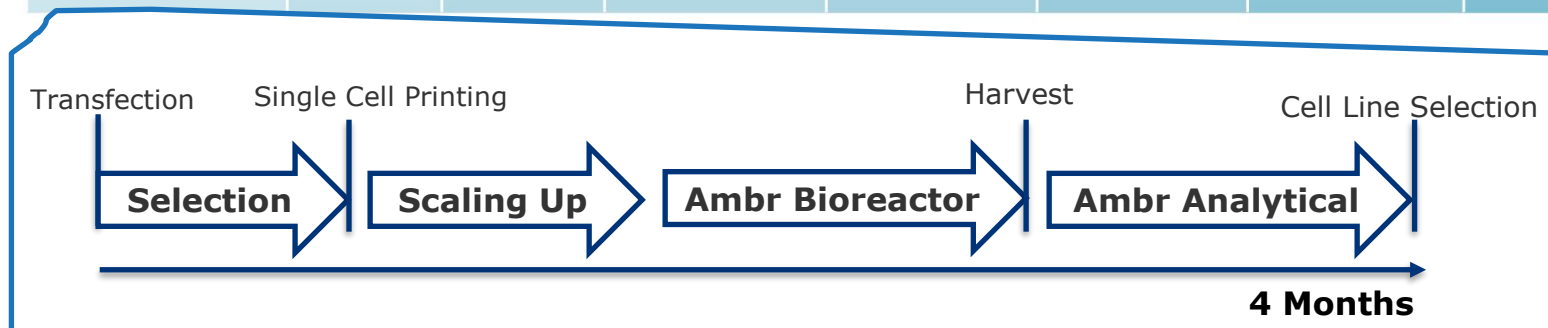 Transfection
Single Cell Printing
Harvest
Cell Line Selection
Selection
Scaling Up
Ambr Bioreactor
Ambr Analytical
4 Months